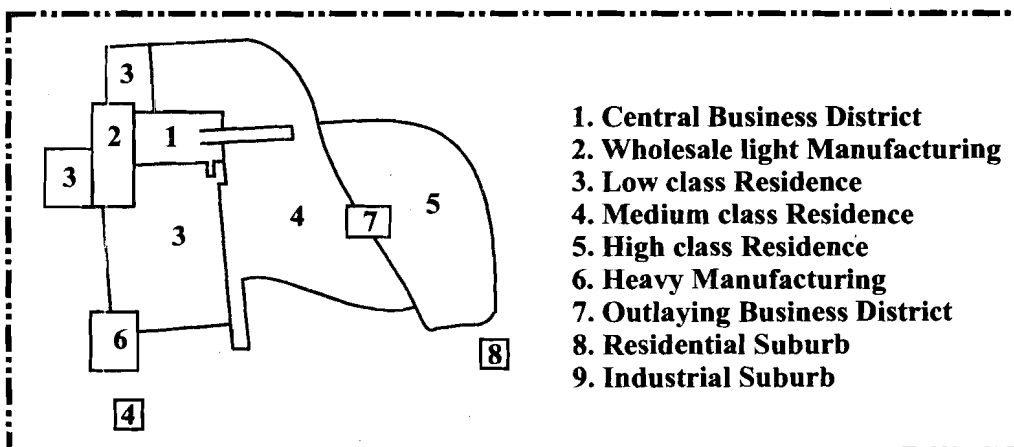 3
2
1
3
3
4
7
5
6
8
4
1. Central Business District
2. Wholesale light Manufacturing
3. Low class Residence
4. Medium class Residence
5. High class Residence
6. Heavy Manufacturing
7. Outlaying Business District
8. Residential Suburb
9. Industrial Suburb